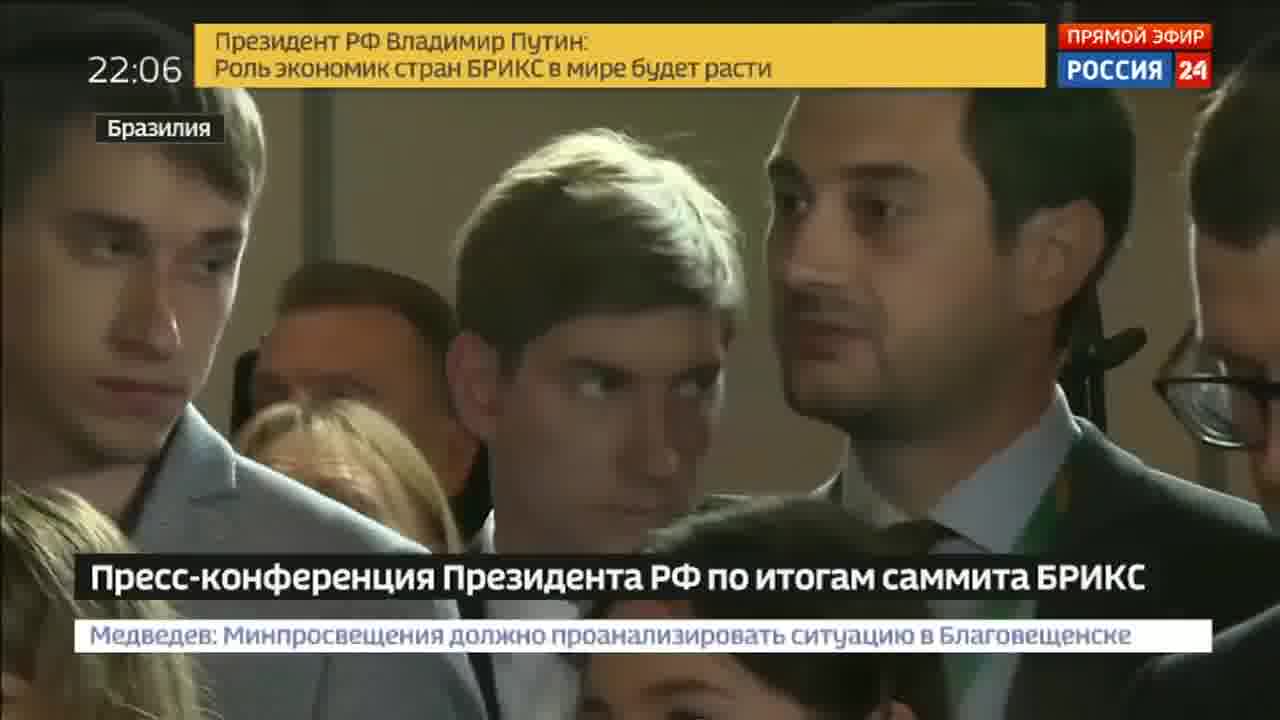 22:06
Президент РФ Владимир Путин:
Роль экономик стран БРИКС в мире будет расти
ПРЯМОЙ ЭФИР
РОССИЯ 24
Бразилия
Пресс-конференция Президента РФ по итогам саммита БРИКС
Медведев: Минпросвещения должно проанализировать ситуацию в Благовещенске